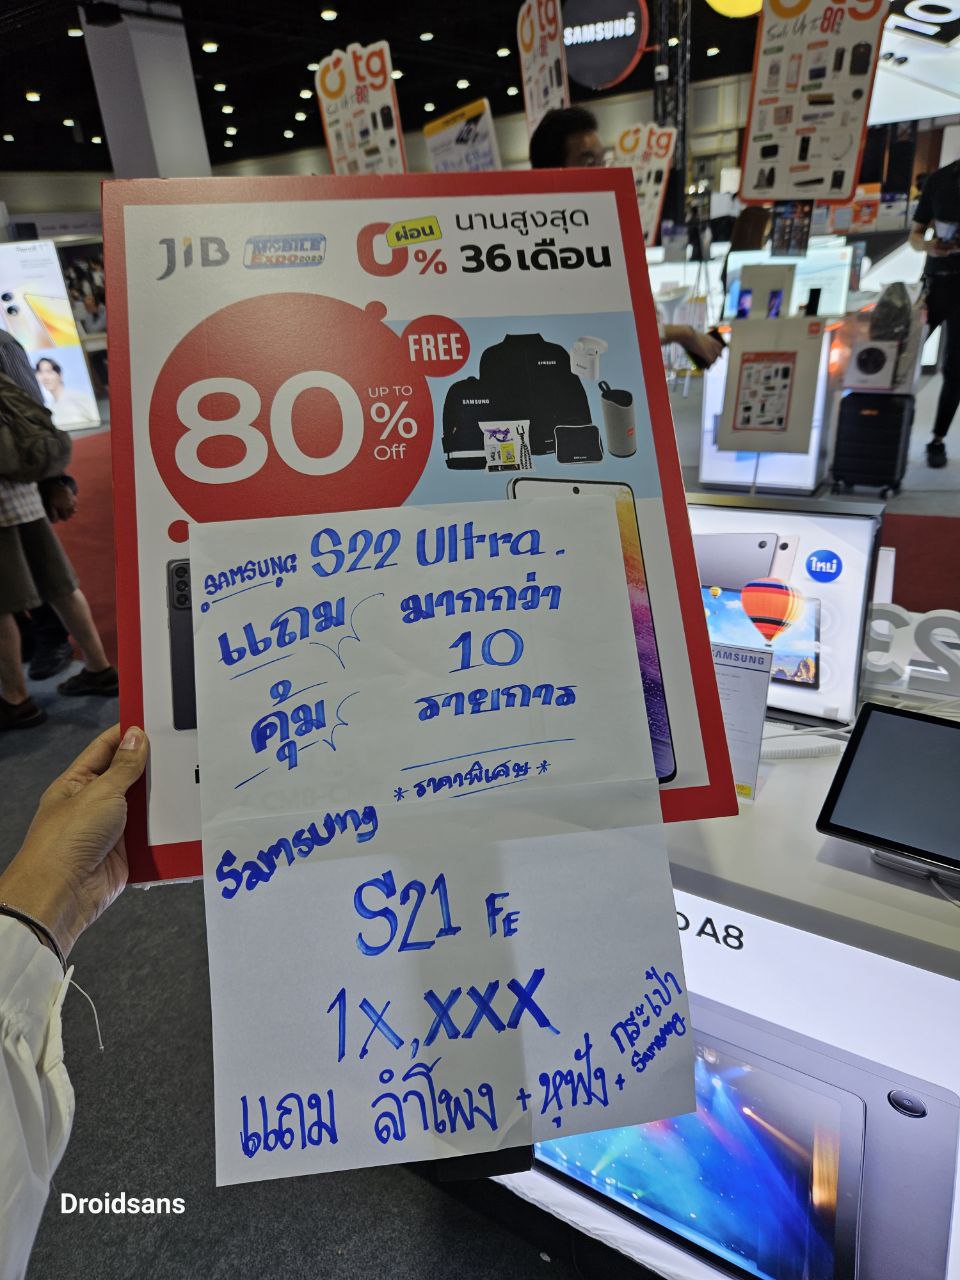 tg
SAMSUNG
tg
tg
JIB
MOBILE
EXPO 2023
ผ่อน
0%
นานสูงสุด
36 เดือน
FREE
80
UP TO
%
Off
SAMSUNG
SAMSUNG
SAMSUNG S22 Ultra.
แถม มากกว่า
10
คุ้ม รายการ
* ราคาพิเศษ *
Samsung
S21 FE
1X,XXX
แถม ลำโพง + หูฟัง + กระเป๋า
Samsung
ใหม่
SAMSUNG
A8
Droidsans